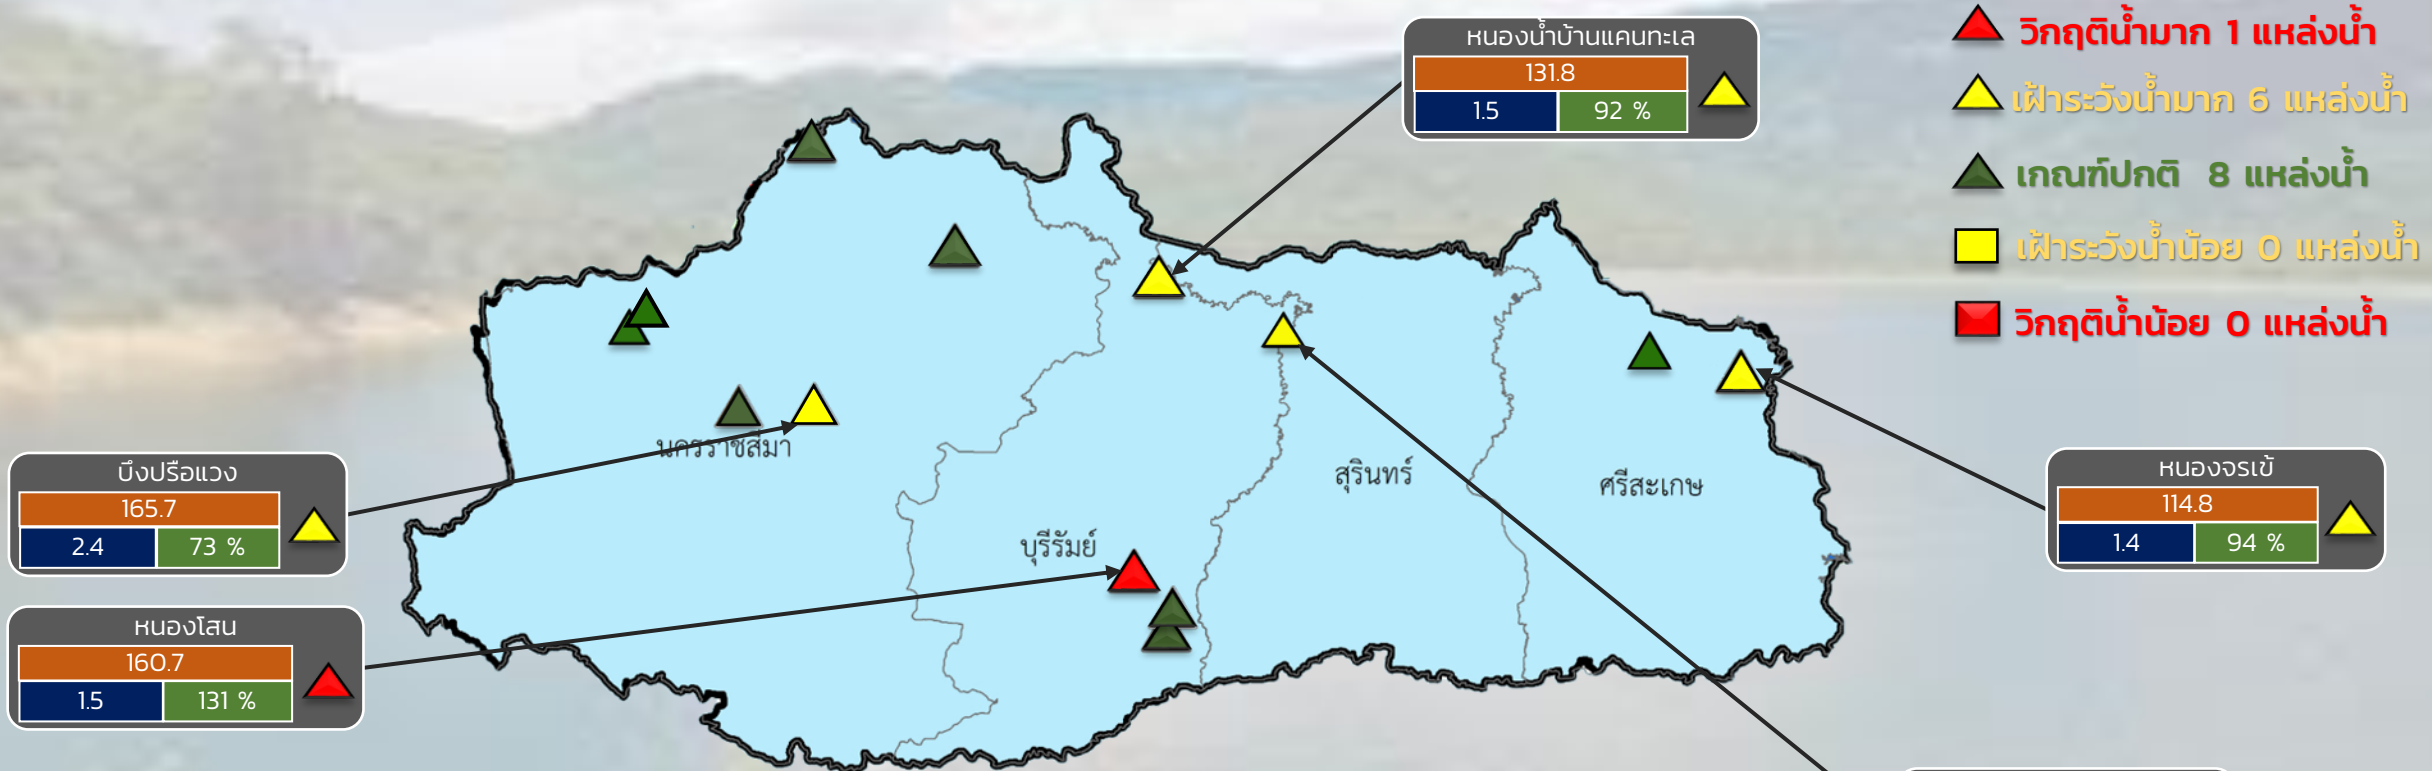 หนองน้ำบ้านแคนทะเล
131.8
1.5 92 %
วิกฤติน้ำมาก 1 แหล่งน้ำ
เฝ้าระวังน้ำมาก 6 แหล่งน้ำ
เกณฑ์ปกติ 8 แหล่งน้ำ
เฝ้าระวังน้ำน้อย 0 แหล่งน้ำ
วิกฤติน้ำน้อย 0 แหล่งน้ำ
นครราชสีมา
บุรีรัมย์
สุรินทร์
ศรีสะเกษ
บึงปรือแวง
165.7
2.4 73 %
หนองโสน
160.7
1.5 131 %
หนองจรเข้
114.8
1.4 94 %